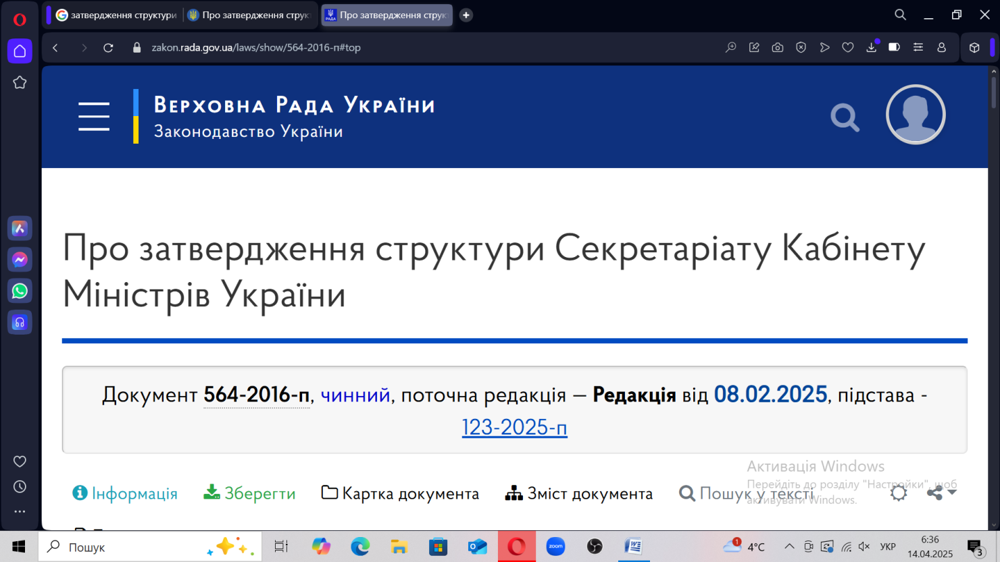 затвердження структури
Про затвердження струк
Про затвердження струк
zakon.rada.gov.ua/laws/show/564-2016-п#top
Верховна Рада України
Законодавство України
Про затвердження структури Секретаріату Кабінету
Міністрів України
Документ 564-2016-п, чинний, поточна редакція — Редакція від 08.02.2025, підстава -
123-2025-п
Інформація Зберегти Картка документа Зміст документа Пошук у тексті
Активація Windows
Перейдіть до розділу "Настройки", щоб
активувати Windows.
Пошук
zoom
1
4°C
УКР
6:36
14.04.2025
3